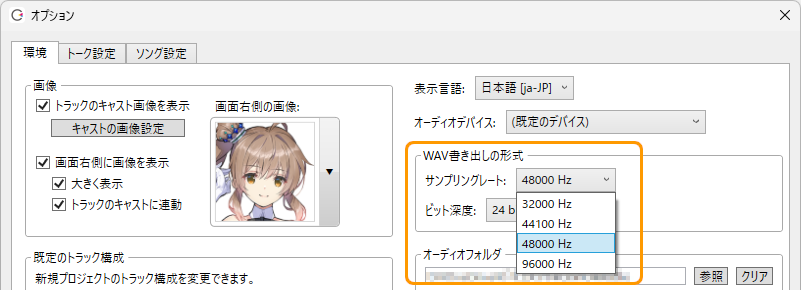 オプション
環境
トーク設定
ソング設定
画像
トラックのキャスト画像を表示
キャストの画像設定
画面右側に画像を表示
大きく表示
トラックのキャストに連動
画面右側の画像:
既定のトラック構成
新規プロジェクトのトラック構成を変更できます。
表示言語: 日本語 [ja-JP]
オーディオデバイス: (既定のデバイス)
WAV書き出しの形式
サンプリングレート: 48000 Hz
32000 Hz
44100 Hz
48000 Hz
96000 Hz
ビット深度: 24 b
オーディオフォルダ
参照
クリア